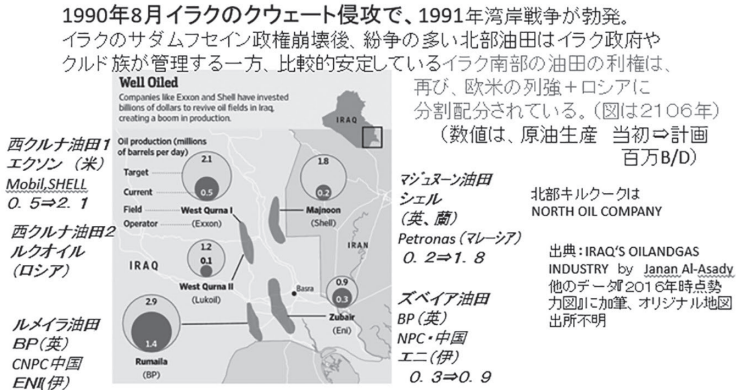 1990年8月イラクのクウェート侵攻で、1991年湾岸戦争が勃発。
イラクのサダムフセイン政権崩壊後、紛争の多い北部油田はイラク政府や
クルド族が管理する一方、比較的安定しているイラク南部の油田の利権は、
再び、欧米の列強＋ロシアに
分割配分されている。（図は2106年）
（数値は、原油生産　当初⇒計画
百万B/D）
Well Oiled
Companies like Exxon and Shell have invested
billions of dollars to revive oil fields in Iraq,
creating a boom in production.
IRAQ
Oil production (millions
of barrels per day)
Target
Current
Field
Operator
2.1
0.5
West Qurna I
(Exxon)
1.8
0.2
Majnoon
(Shell)
IRAN
1.2
0.1
West Qurna II
(Lukoil)
IRAQ
Basra
0.9
0.3
Zubair
(Eni)
2.9
1.4
Rumaila
(BP)
西クルナ油田1
エクソン （米）
Mobil,SHELL
０．５⇒２．１
西クルナ油田2
ルクオイル
（ロシア）
ルメイラ油田
BP（英）
CNPC中国
ENI（伊）
マジュヌーン油田
シェル
（英、蘭）
Petronas（マレーシア）
０．２⇒１．８
ズベイア油田
BP（英）
NPC・中国
エニ（伊）
０．３⇒０．９
北部キルクークは
NORTH OIL COMPANY
出典：IRAQ‘S OILANDGAS
INDUSTRY by Janan Al-Asady
他のデータ『2016年時点勢
力図』に加筆、オリジナル地図
出所不明